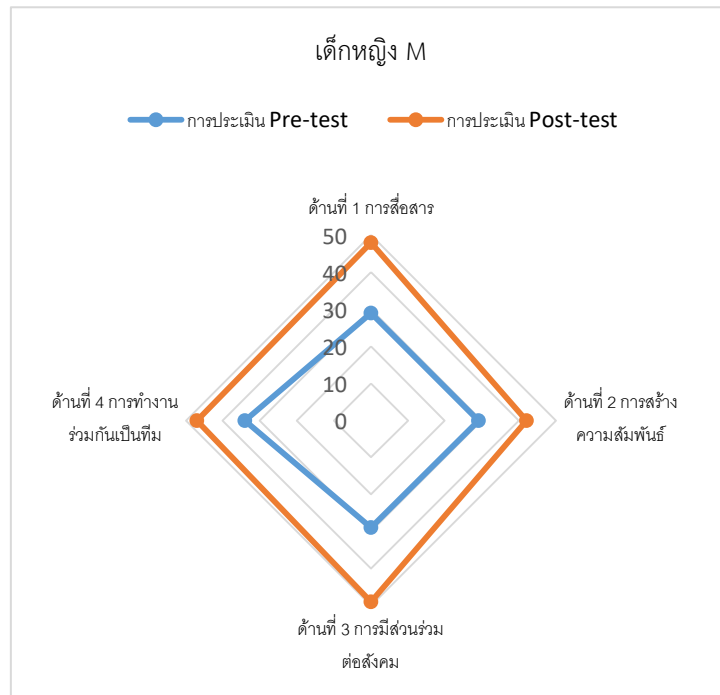 เด็กหญิง M
การประเมิน Pre-test
การประเมิน Post-test
ด้านที่ 1 การสื่อสาร
50
40
30
20
10
0
ด้านที่ 2 การสร้าง
ความสัมพันธ์
ด้านที่ 3 การมีส่วนร่วม
ต่อสังคม
ด้านที่ 4 การทำงาน
ร่วมกันเป็นทีม